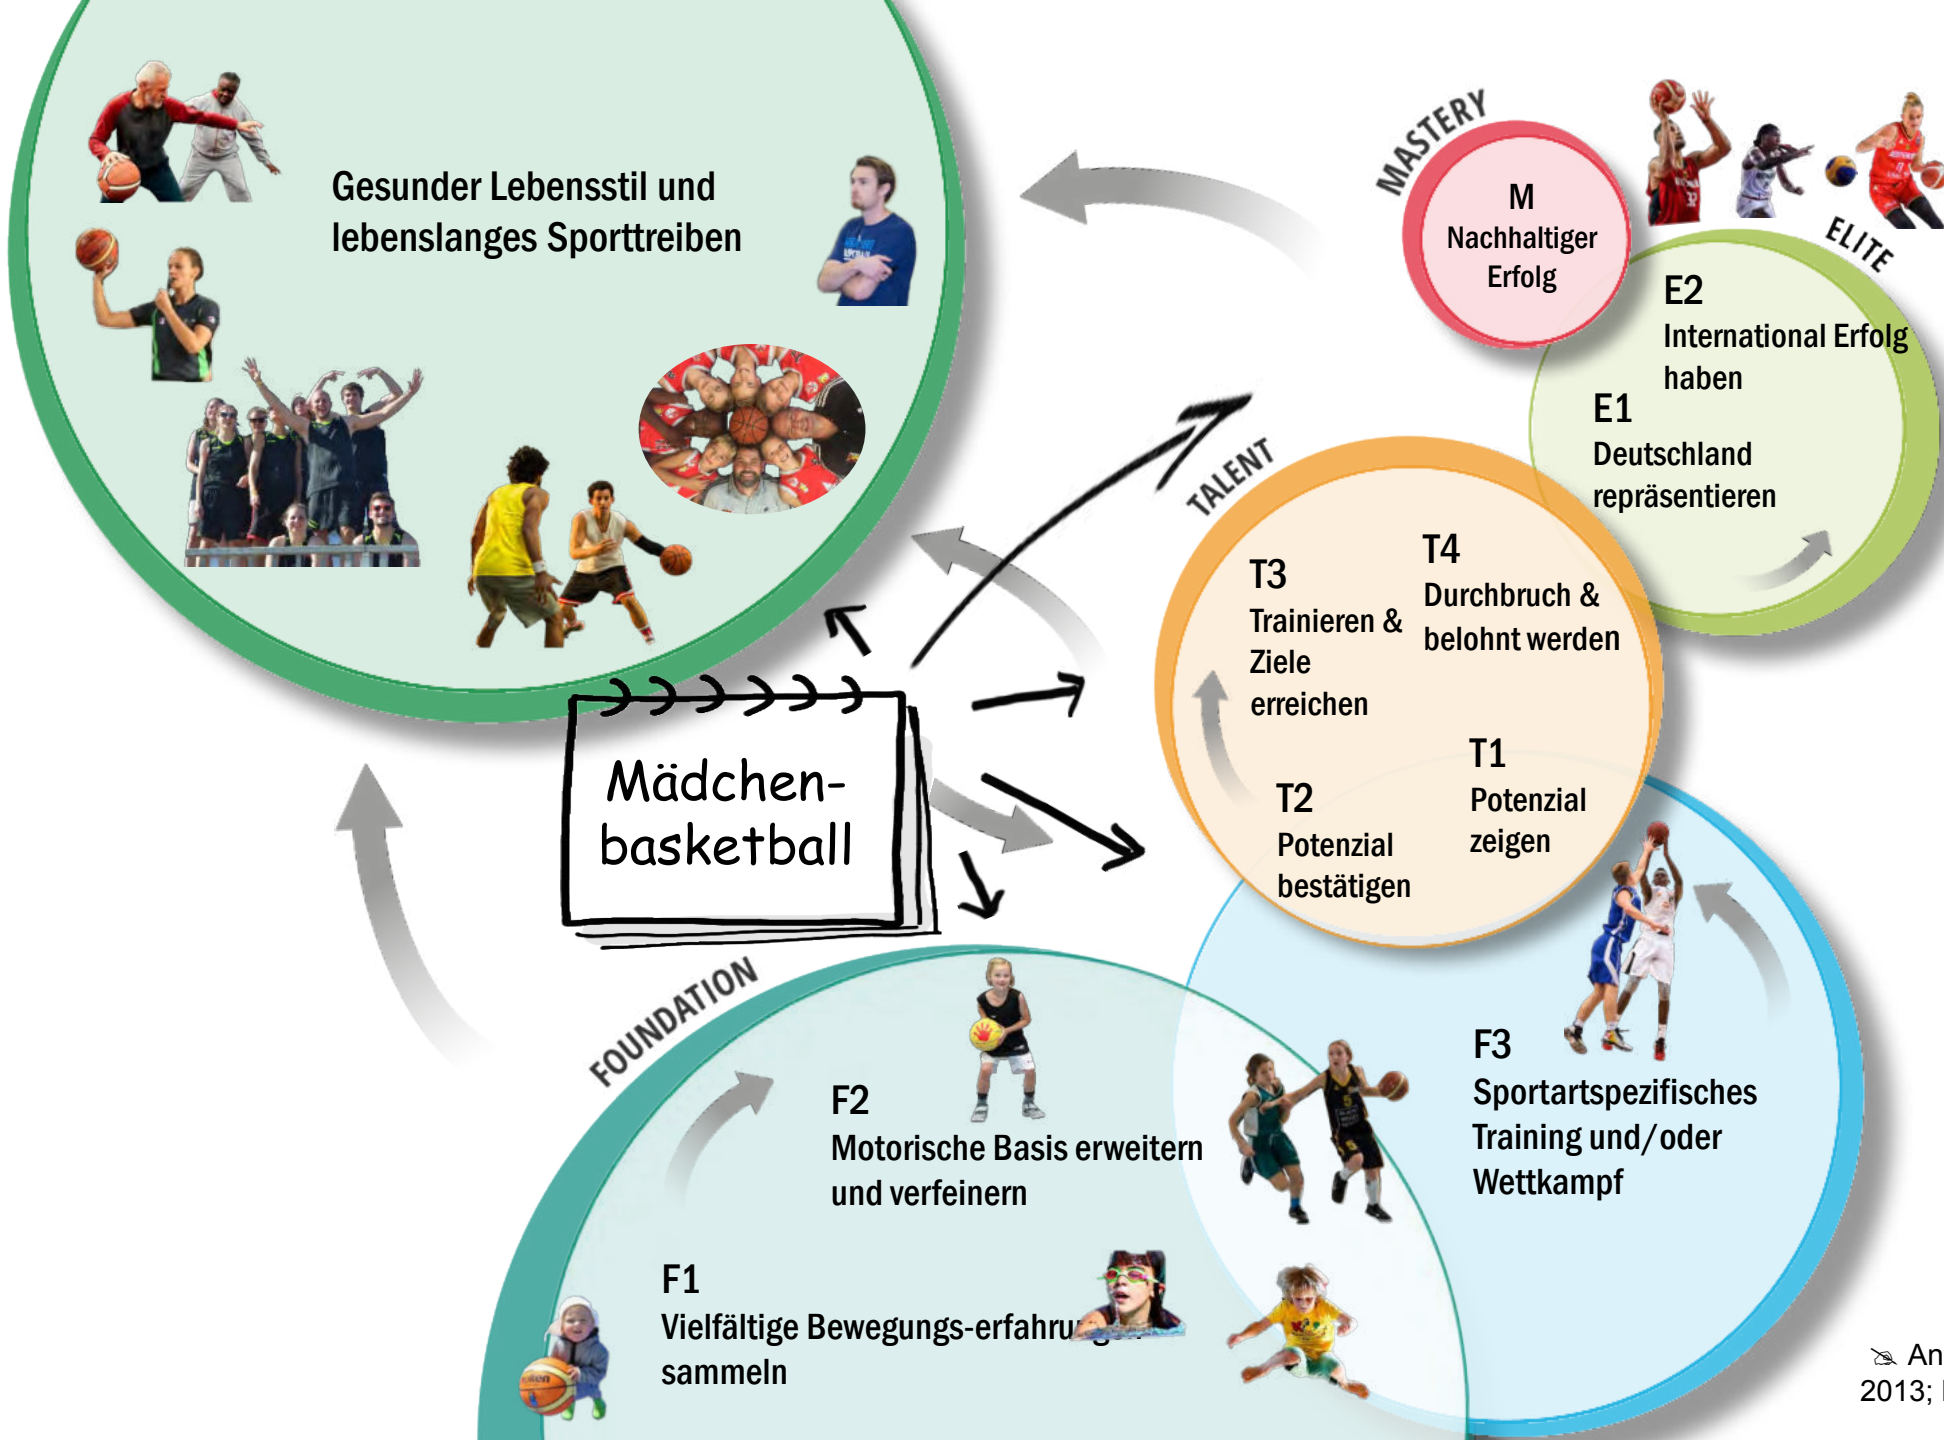 Gesunder Lebensstil und
lebenslanges Sporttreiben
MASTERY
M
Nachhaltiger
Erfolg
ELITE
E2
International Erfolg
haben
E1
Deutschland
repräsentieren
TALENT
T4
Durchbruch &
belohnt werden
T3
Trainieren &
Ziele
erreichen
T1
Potenzial
zeigen
T2
Potenzial
bestätigen
Mädchen-
basketball
FOUNDATION
F3
Sportartspezifisches
Training und/oder
Wettkampf
F2
Motorische Basis erweitern
und verfeinern
F1
Vielfältige Bewegungs-erfahrungen
sammeln
An
2013;